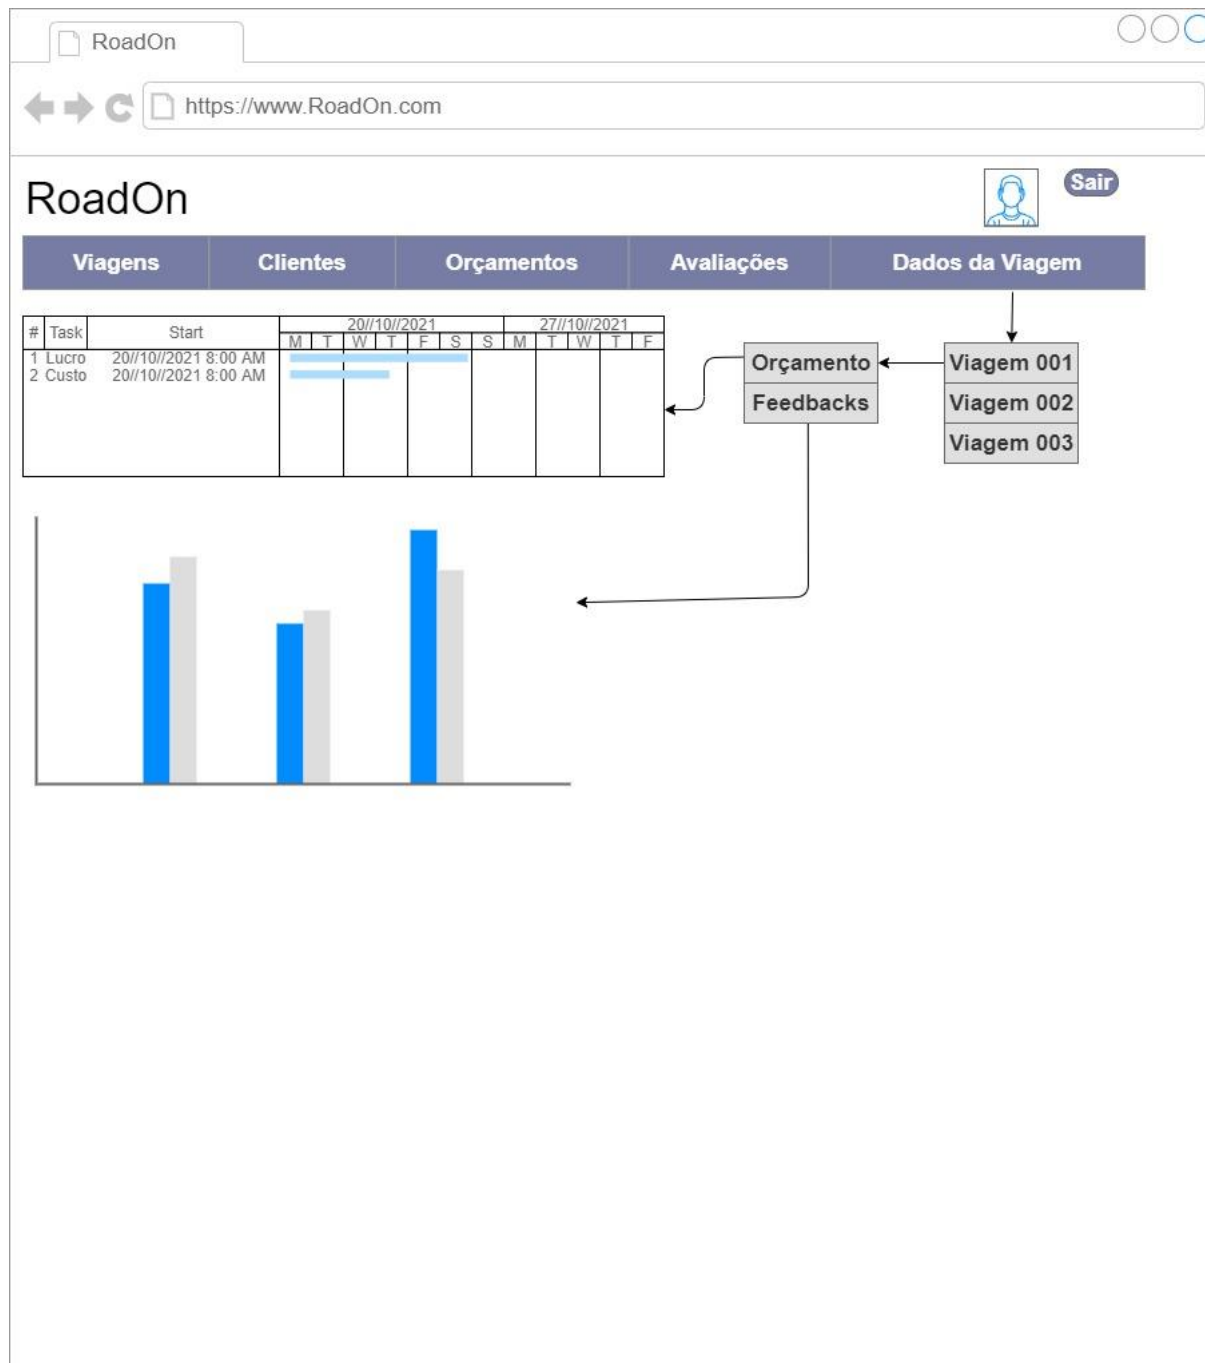 RoadOn
https://www.RoadOn.com
RoadOn
Sair
Viagens Clientes Orçamentos Avaliações Dados da Viagem
# Task Start 20//10//2021 27//10//2021
M T W T F S S M T W T F
1 Lucro 20//10//2021 8:00 AM
2 Custo 20//10//2021 8:00 AM
Orçamento
Feedbacks
Viagem 001
Viagem 002
Viagem 003